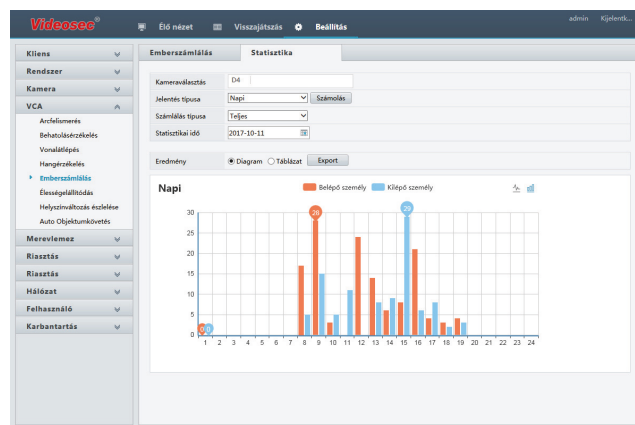 Videosec®
Élő nézet
Visszajátszás
Beállítás
admin
Kijelentk...
Kliens
Rendszer
Kamera
VCA
Arcfelismerés
Behatolásérzékelés
Vonalátlépés
Hangérzékelés
Emberszámlálás
Élességelállítódás
Helyszínváltozás észlelése
Auto Objektumkövetés
Merevlemez
Riasztás
Riasztás
Hálózat
Felhasználó
Karbantartás
Emberszámlálás
Statisztika
Kameraválasztás D4
Jelentés típusa Napi Számolás
Számlálás típusa Teljes
Statisztikai idő 2017-10-11
Eredmény Diagram Táblázat Export
Napi
Belépő személy Kilépő személy
30
25
20
15
10
5
0
28
29
0 0
1 2 3 4 5 6 7 8 9 10 11 12 13 14 15 16 17 18 19 20 21 22 23 24